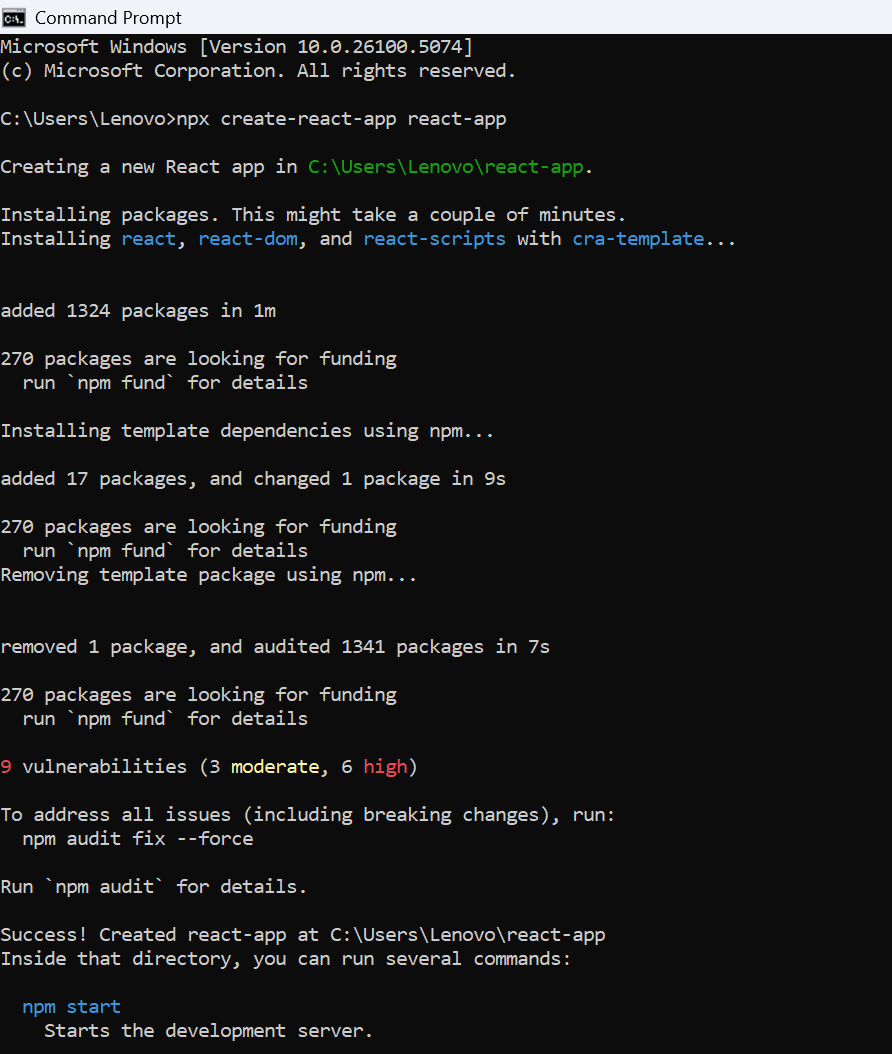 Command Prompt
Microsoft Windows [Version 10.0.26100.5074]
(c) Microsoft Corporation. All rights reserved.
C:\Users\Lenovo>npx create-react-app react-app
Creating a new React app in C:\Users\Lenovo\react-app.
Installing packages. This might take a couple of minutes.
Installing react, react-dom, and react-scripts with cra-template...
added 1324 packages in 1m
270 packages are looking for funding
  run `npm fund` for details
Installing template dependencies using npm...
added 17 packages, and changed 1 package in 9s
270 packages are looking for funding
  run `npm fund` for details
Removing template package using npm...
removed 1 package, and audited 1341 packages in 7s
270 packages are looking for funding
  run `npm fund` for details
9 vulnerabilities (3 moderate, 6 high)
To address all issues (including breaking changes), run:
  npm audit fix --force
Run `npm audit` for details.
Success! Created react-app at C:\Users\Lenovo\react-app
Inside that directory, you can run several commands:
  npm start
    Starts the development server.